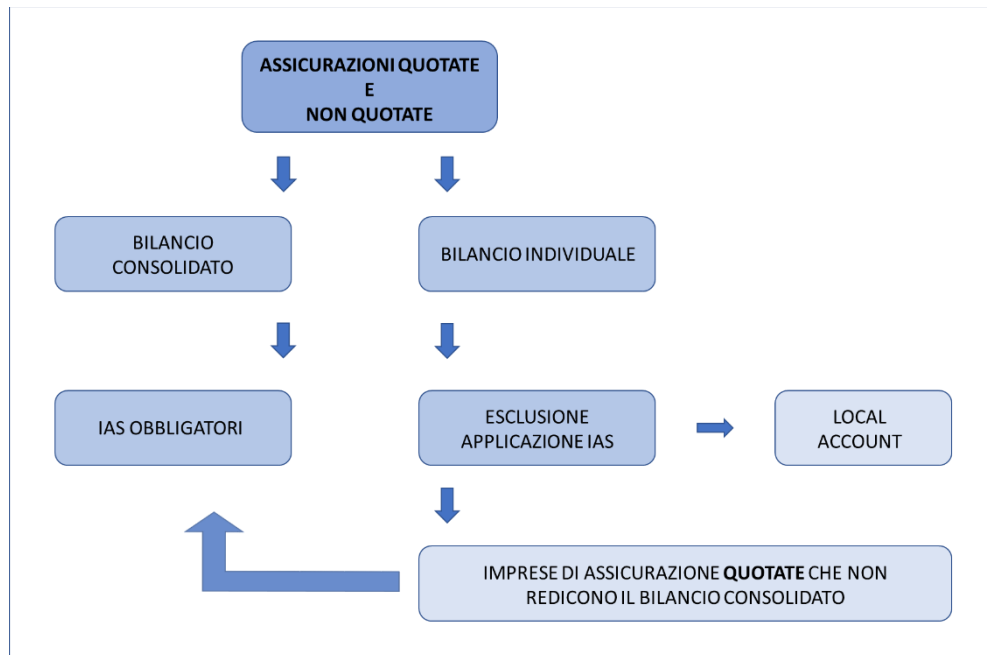 ASSICURAZIONI QUOTATE
E
NON QUOTATE
BILANCIO
CONSOLIDATO
BILANCIO INDIVIDUALE
IAS OBBLIGATORI
ESCLUSIONE
APPLICAZIONE IAS
LOCAL
ACCOUNT
IMPRESE DI ASSICURAZIONE QUOTATE CHE NON
REDICONO IL BILANCIO CONSOLIDATO